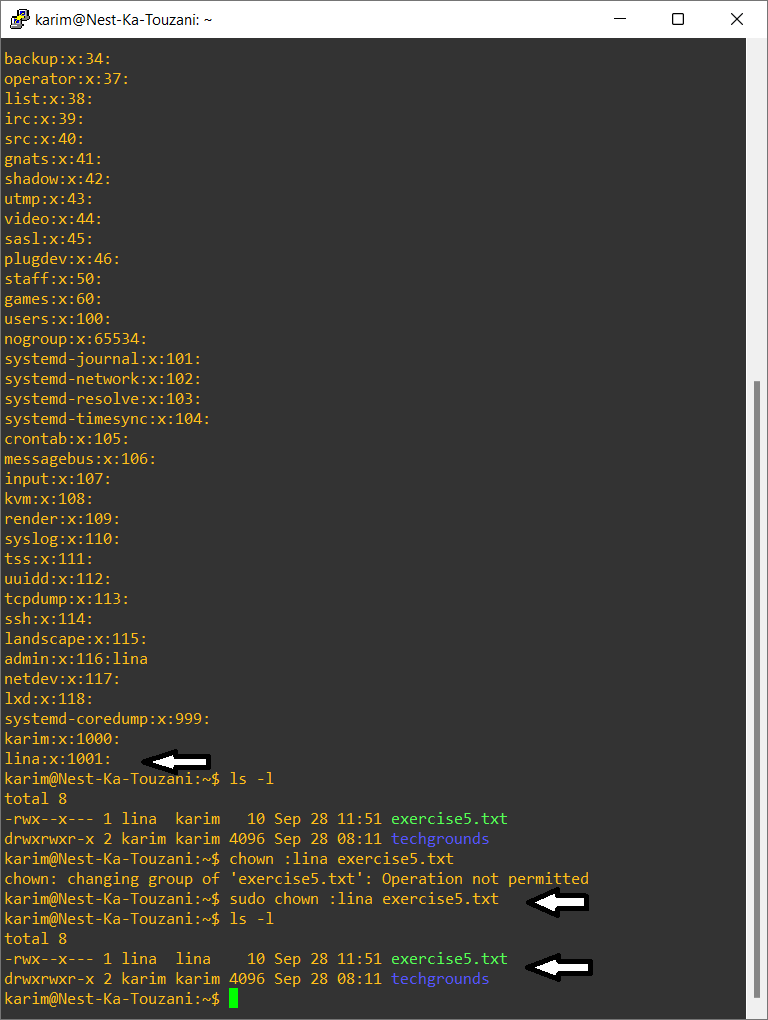 karim@Nest-Ka-Touzani: ~
backup:x:34:
operator:x:37:
list:x:38:
irc:x:39:
src:x:40:
gnats:x:41:
shadow:x:42:
utmp:x:43:
video:x:44:
sasl:x:45:
plugdev:x:46:
staff:x:50:
games:x:60:
users:x:100:
nogroup:x:65534:
systemd-journal:x:101:
systemd-network:x:102:
systemd-resolve:x:103:
systemd-timesync:x:104:
crontab:x:105:
messagebus:x:106:
input:x:107:
kvm:x:108:
render:x:109:
syslog:x:110:
tss:x:111:
uuidd:x:112:
tcpdump:x:113:
ssh:x:114:
landscape:x:115:
admin:x:116:lina
netdev:x:117:
lxd:x:118:
systemd-coredump:x:999:
karim:x:1000:
lina:x:1001:
karim@Nest-Ka-Touzani:~$ ls -l
total 8
-rwx--x--- 1 lina  karim   10 Sep 28 11:51 exercise5.txt
drwxrwxr-x 2 karim karim 4096 Sep 28 08:11 techgrounds
karim@Nest-Ka-Touzani:~$ chown :lina exercise5.txt
chown: changing group of 'exercise5.txt': Operation not permitted
karim@Nest-Ka-Touzani:~$ sudo chown :lina exercise5.txt
karim@Nest-Ka-Touzani:~$ ls -l
total 8
-rwx--x--- 1 lina  lina    10 Sep 28 11:51 exercise5.txt
drwxrwxr-x 2 karim karim 4096 Sep 28 08:11 techgrounds
karim@Nest-Ka-Touzani:~$